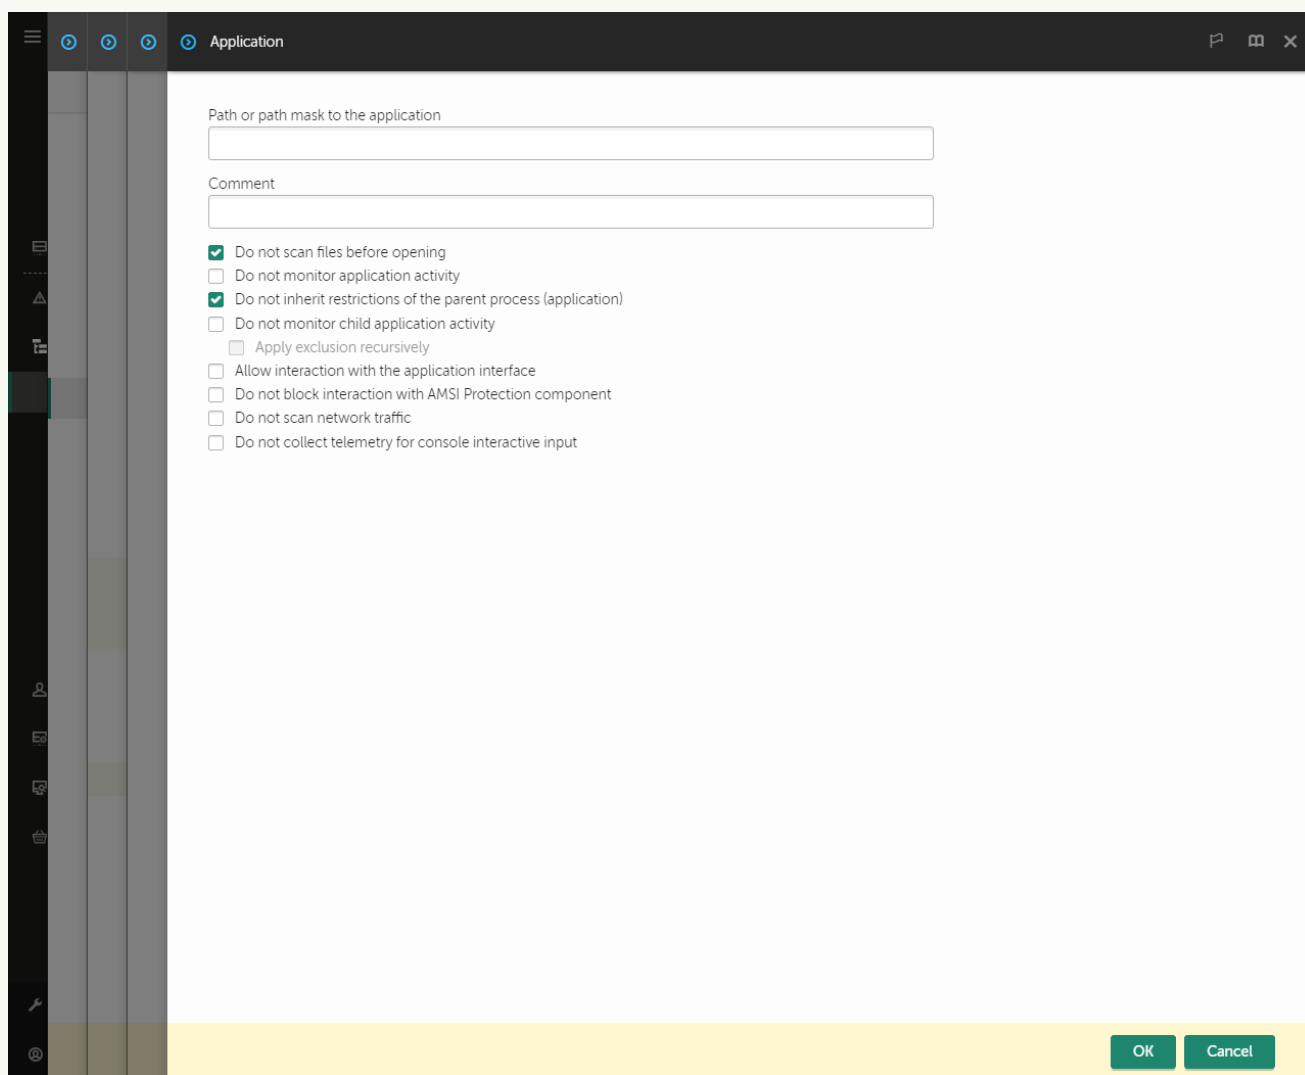 Application
Path or path mask to the application
Comment
Do not scan files before opening
Do not monitor application activity
Do not inherit restrictions of the parent process (application)
Do not monitor child application activity
Apply exclusion recursively
Allow interaction with the application interface
Do not block interaction with AMSI Protection component
Do not scan network traffic
Do not collect telemetry for console interactive input
OK Cancel